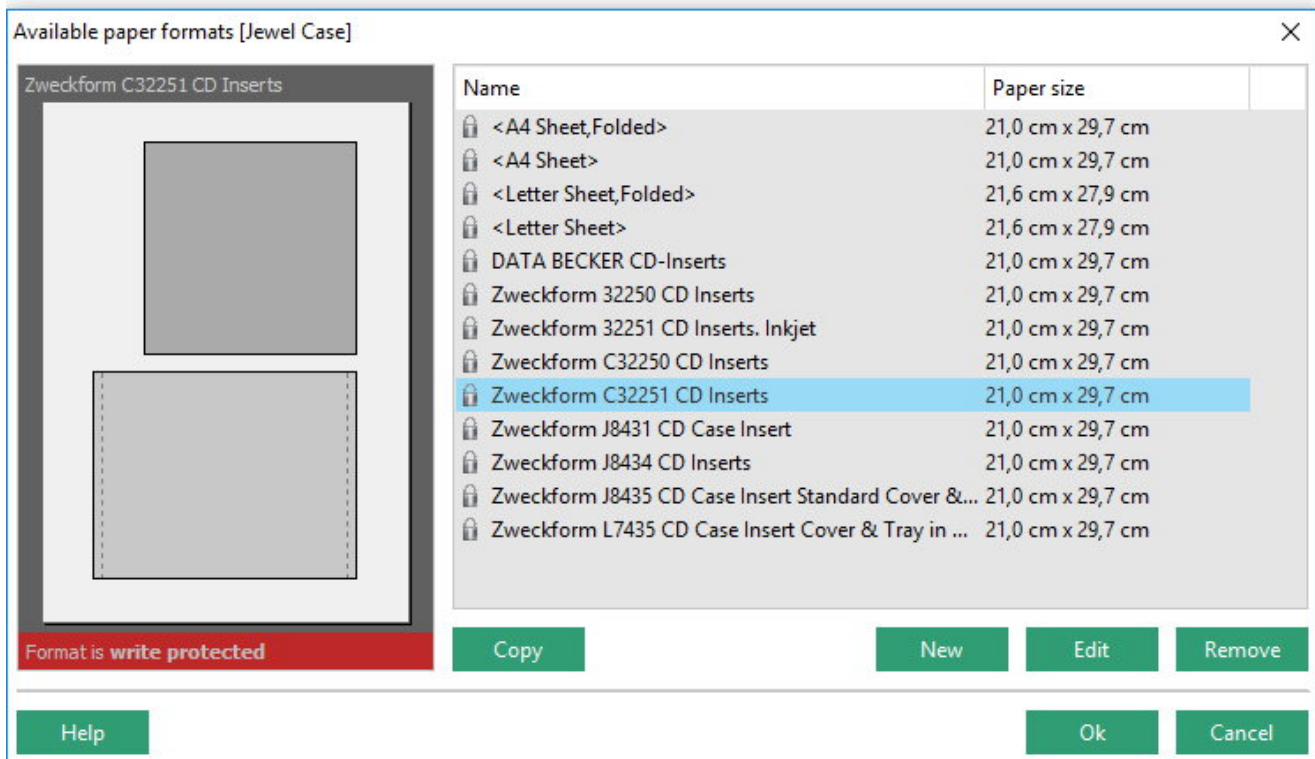 Available paper formats [Jewel Case]
Zweckform C32251 CD Inserts
Format is write protected
Name Paper size
<A4 Sheet,Folded> 21,0 cm x 29,7 cm
<A4 Sheet> 21,0 cm x 29,7 cm
<Letter Sheet,Folded> 21,6 cm x 27,9 cm
<Letter Sheet> 21,6 cm x 27,9 cm
DATA BECKER CD-Inserts 21,0 cm x 29,7 cm
Zweckform 32250 CD Inserts 21,0 cm x 29,7 cm
Zweckform 32251 CD Inserts. Inkjet 21,0 cm x 29,7 cm
Zweckform C32250 CD Inserts 21,0 cm x 29,7 cm
Zweckform C32251 CD Inserts 21,0 cm x 29,7 cm
Zweckform J8431 CD Case Insert 21,0 cm x 29,7 cm
Zweckform J8434 CD Inserts 21,0 cm x 29,7 cm
Zweckform J8435 CD Case Insert Standard Cover &... 21,0 cm x 29,7 cm
Zweckform L7435 CD Case Insert Cover & Tray in ... 21,0 cm x 29,7 cm
Copy New Edit Remove
Help Ok Cancel